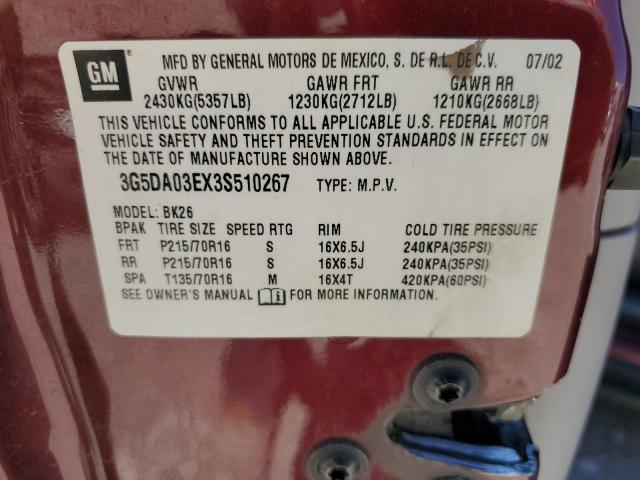 GM
MFD BY GENERAL MOTORS DE MEXICO, S. DE R.L. DE C.V. 07/02
GVWR GAWR FRT GAWR RR
2430KG(5357LB) 1230KG(2712LB) 1210KG(2668LB)
THIS VEHICLE CONFORMS TO ALL APPLICABLE U.S. FEDERAL MOTOR
VEHICLE SAFETY AND THEFT PREVENTION STANDARDS IN EFFECT ON
THE DATE OF MANUFACTURE SHOWN ABOVE.
3G5DA03EX3S510267 TYPE: M.P.V.
MODEL: BK26
BPAK TIRE SIZE SPEED RTG RIM COLD TIRE PRESSURE
FRT P215/70R16 S 16X6.5J 240KPA(35PSI)
RR P215/70R16 S 16X6.5J 240KPA(35PSI)
SPA T135/70R16 M 16X4T 420KPA(60PSI)
SEE OWNER'S MANUAL FOR MORE INFORMATION.